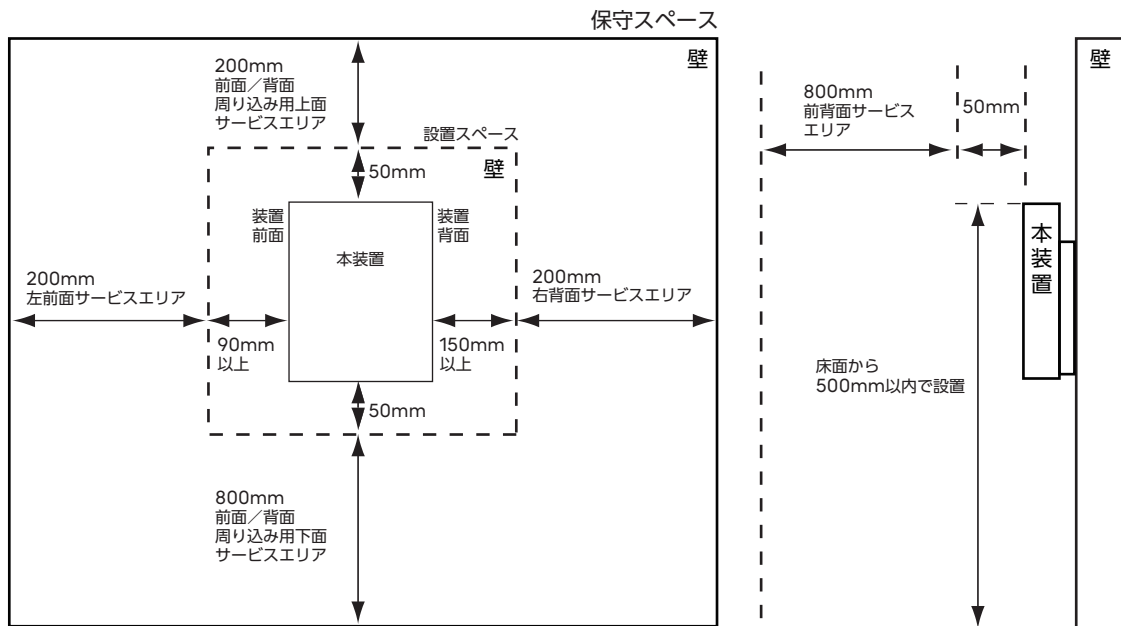 保守スペース
壁
200mm
前面／背面
周り込み用上面
サービスエリア
設置スペース
壁
50mm
装置
前面
装置
背面
本装置
200mm
左前面サービスエリア
200mm
右背面サービスエリア
90mm
以上
150mm
以上
50mm
800mm
前面／背面
周り込み用下面
サービスエリア
壁
800mm
前背面サービス
エリア
50mm
本装置
床面から
500mm以内で設置